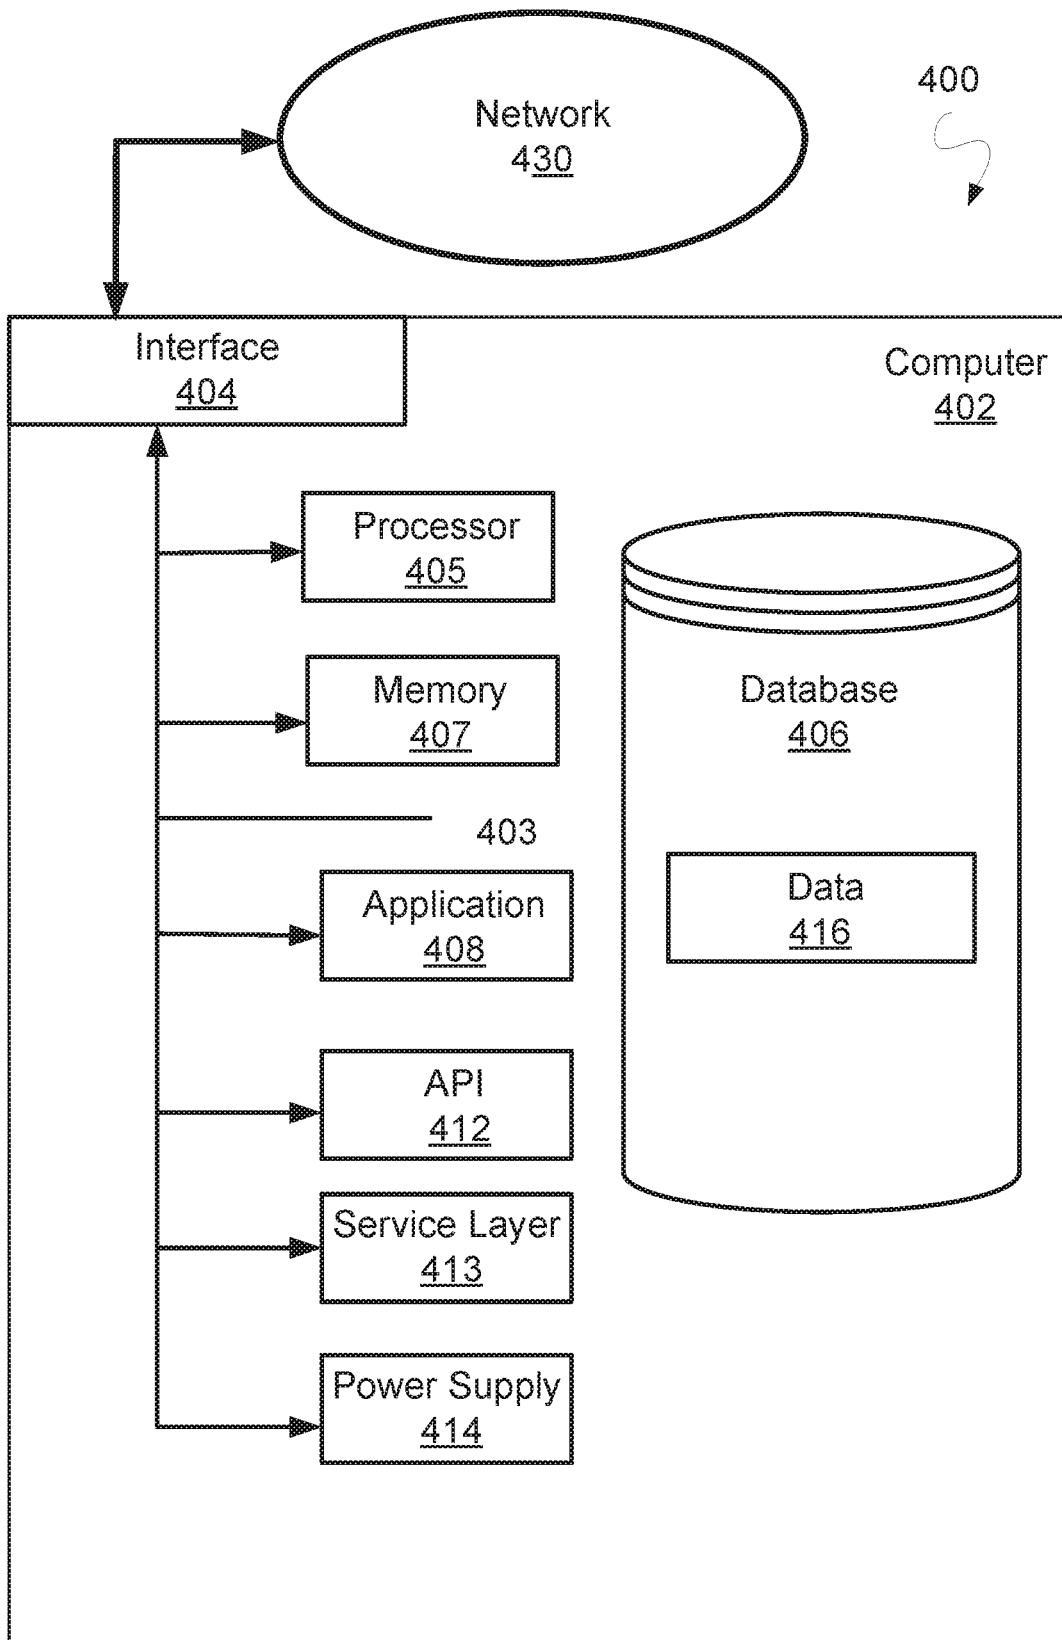 Network
430
400
Interface
404
Computer
402
Processor
405
Memory
407
Database
406
403
Application
408
Data
416
API
412
Service Layer
413
Power Supply
414